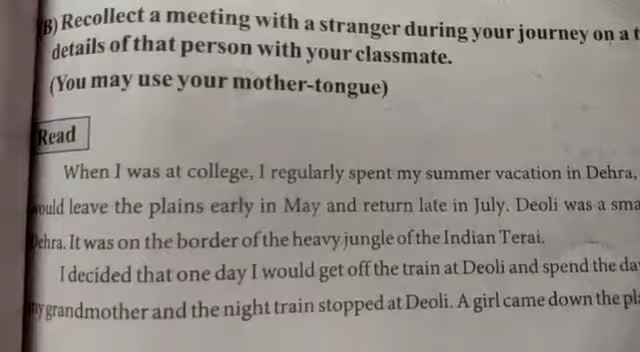 B) Recollect a meeting with a stranger during your journey on a
details of that person with your classmate.
(You may use your mother-tongue)
Read
When I was at college, I regularly spent my summer vacation in Dehra,
would leave the plains early in May and return late in July. Deoli was a
Dehra. It was on the border of the heavy jungle of the Indian Terai.
I decided that one day I would get off the train at Deoli and spend the
my grandmother and the night train stopped at Deoli. A girl came down the